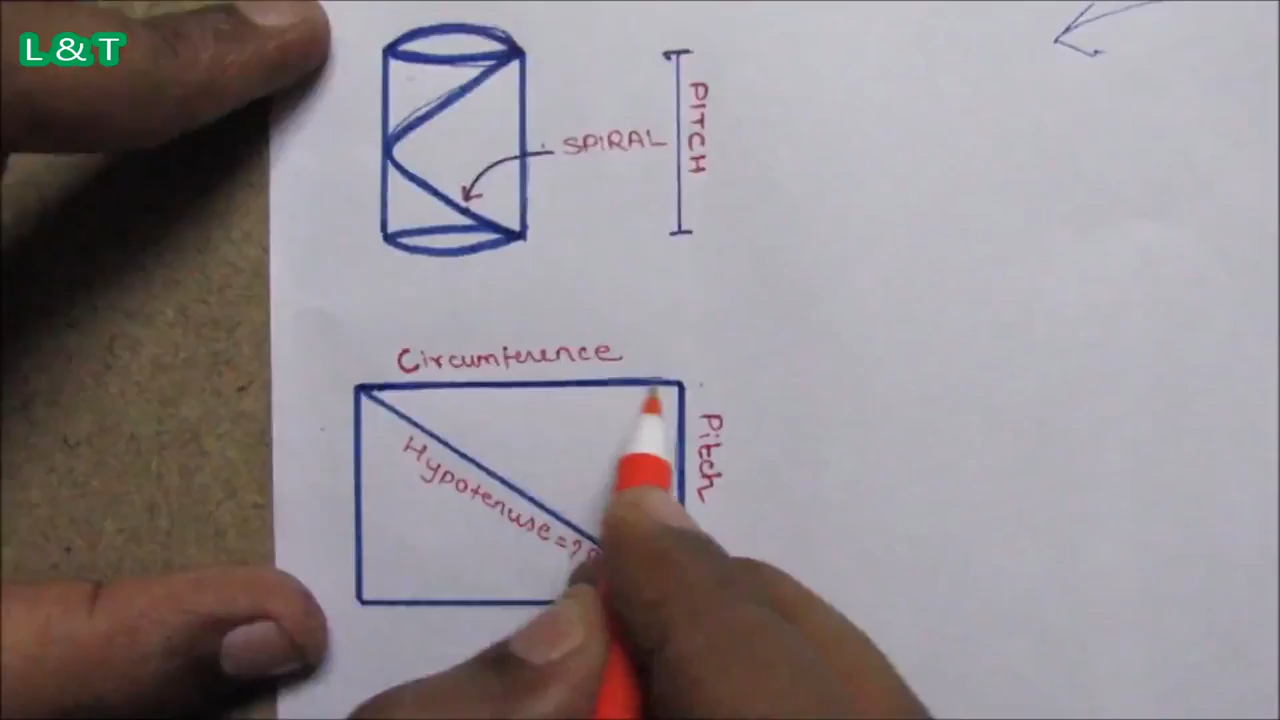 L & T
SPIRAL
PITCH
Circumference
Pitch
Hypotenuse = ?